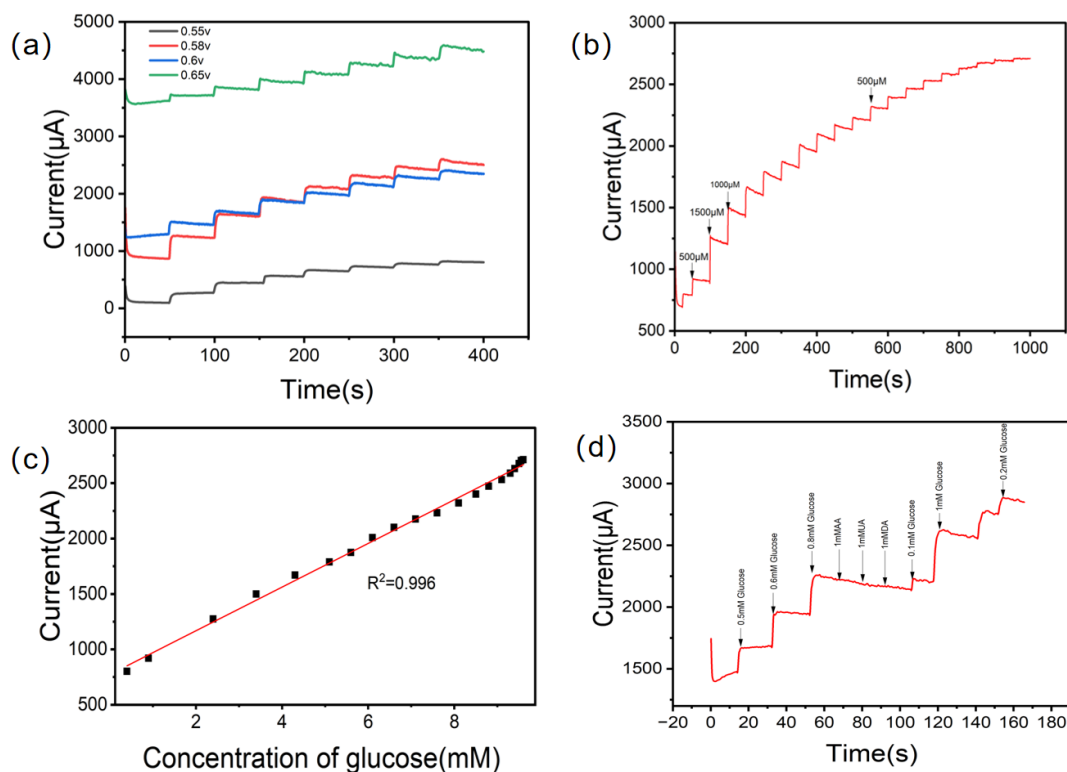 (a)
0.55v
0.58v
0.6v
0.65v
5000
4000
3000
2000
1000
0
Current(μA)
0
100
200
300
400
Time(s)
(b)
3000
2500
2000
1500
1000
500
Current(μA)
500μM
1500μM
1000μM
500μM
0
200
400
600
800
1000
Time(s)
(c)
3000
2500
2000
1500
1000
500
Current(μA)
R²=0.996
2
4
6
8
Concentration of glucose(mM)
(d)
3500
3000
2500
2000
1500
Current(μA)
0.5mM Glucose
0.6mM Glucose
0.8mM Glucose
1mMAA
1mMUA
1mMDA
0.1mM Glucose
1mM Glucose
0.2mM Glucose
−20
0
20
40
60
80
100
120
140
160
180
Time(s)